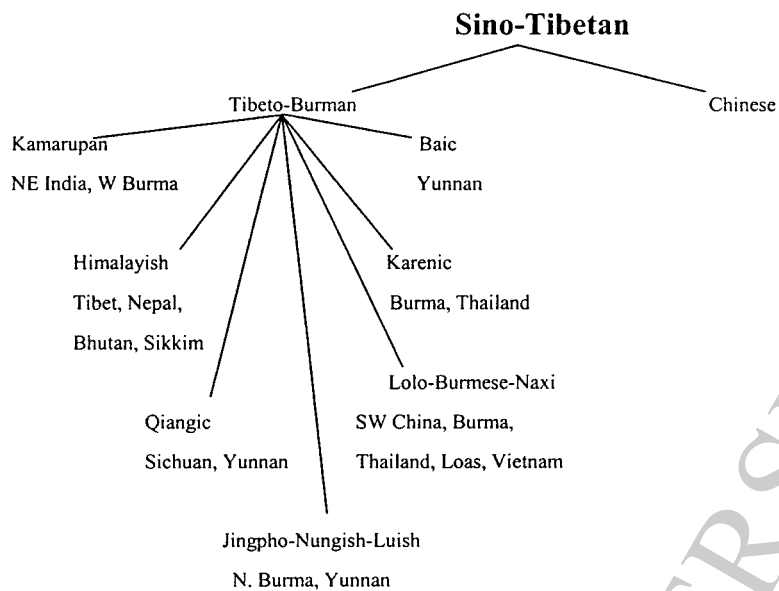 Sino-Tibetan
Tibeto-Burman
Chinese
Kamarupan
NE India, W Burma
Baic
Yunnan
Himalayish
Tibet, Nepal,
Bhutan, Sikkim
Karenic
Burma, Thailand
Lolo-Burmese-Naxi
SW China, Burma,
Thailand, Loas, Vietnam
Qiangic
Sichuan, Yunnan
Jingpho-Nungish-Luish
N. Burma, Yunnan
ERS